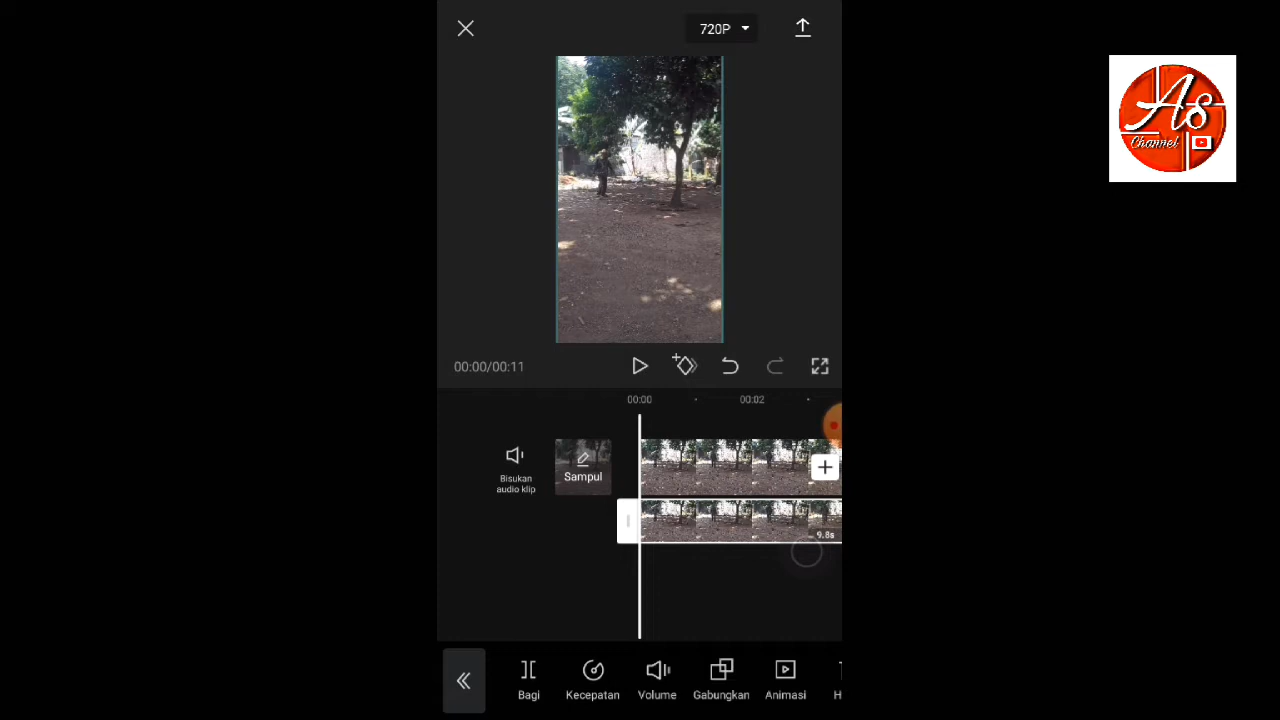 720P
As
Channel
00:00/00:11
00:00
00:02
Bisukan
audio klip
Sampul
9.8s
Bagi
Kecepatan
Volume
Gabungkan
Animasi
H